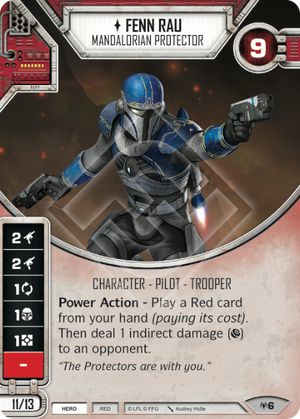 FENN RAU
MANDALORIAN PROTECTOR
9
2
2
1
1
1
-
CHARACTER - PILOT - TROOPER
Power Action - Play a Red card
from your hand (paying its cost).
Then deal 1 indirect damage ( )
to an opponent.
"The Protectors are with you."
11/13
HERO
RED
© LFL © FFG
Audrey Hotte
6